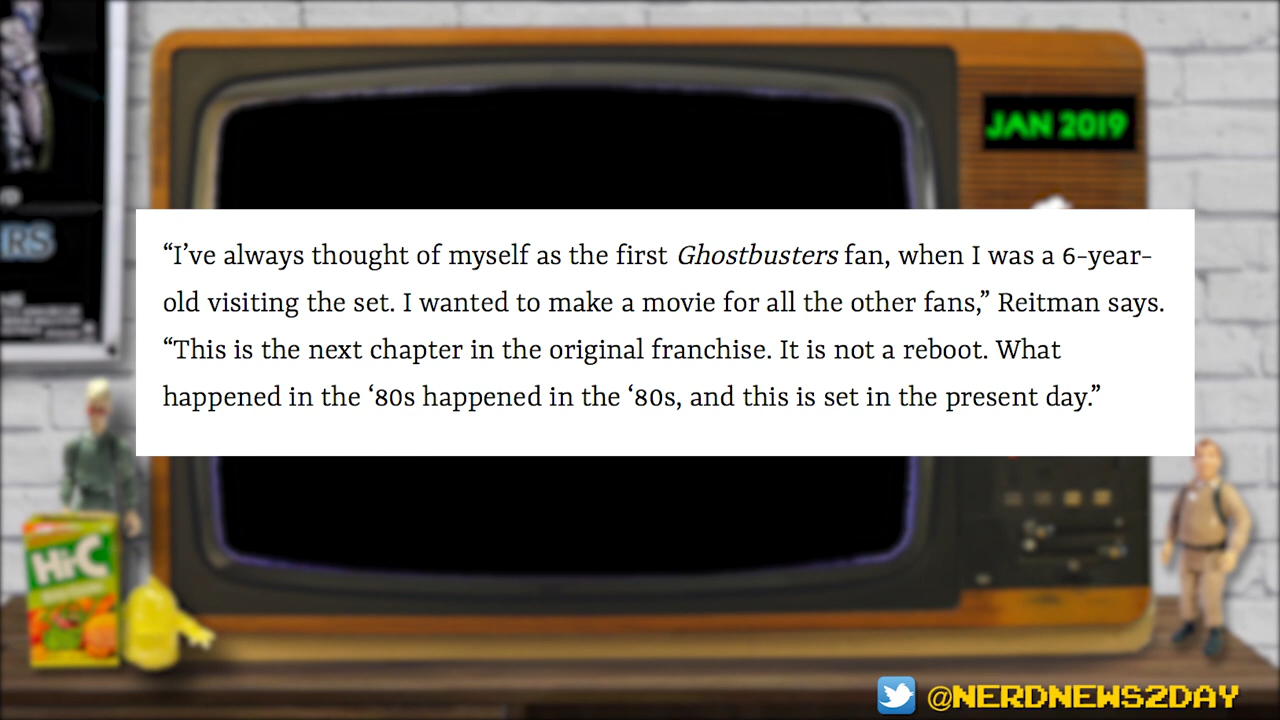 JAN 2019
“I’ve always thought of myself as the first Ghostbusters fan, when I was a 6-year-
old visiting the set. I wanted to make a movie for all the other fans,” Reitman says.
“This is the next chapter in the original franchise. It is not a reboot. What
happened in the ‘80s happened in the ‘80s, and this is set in the present day.”
RS
Hi-C
@NERDNEWS2DAY